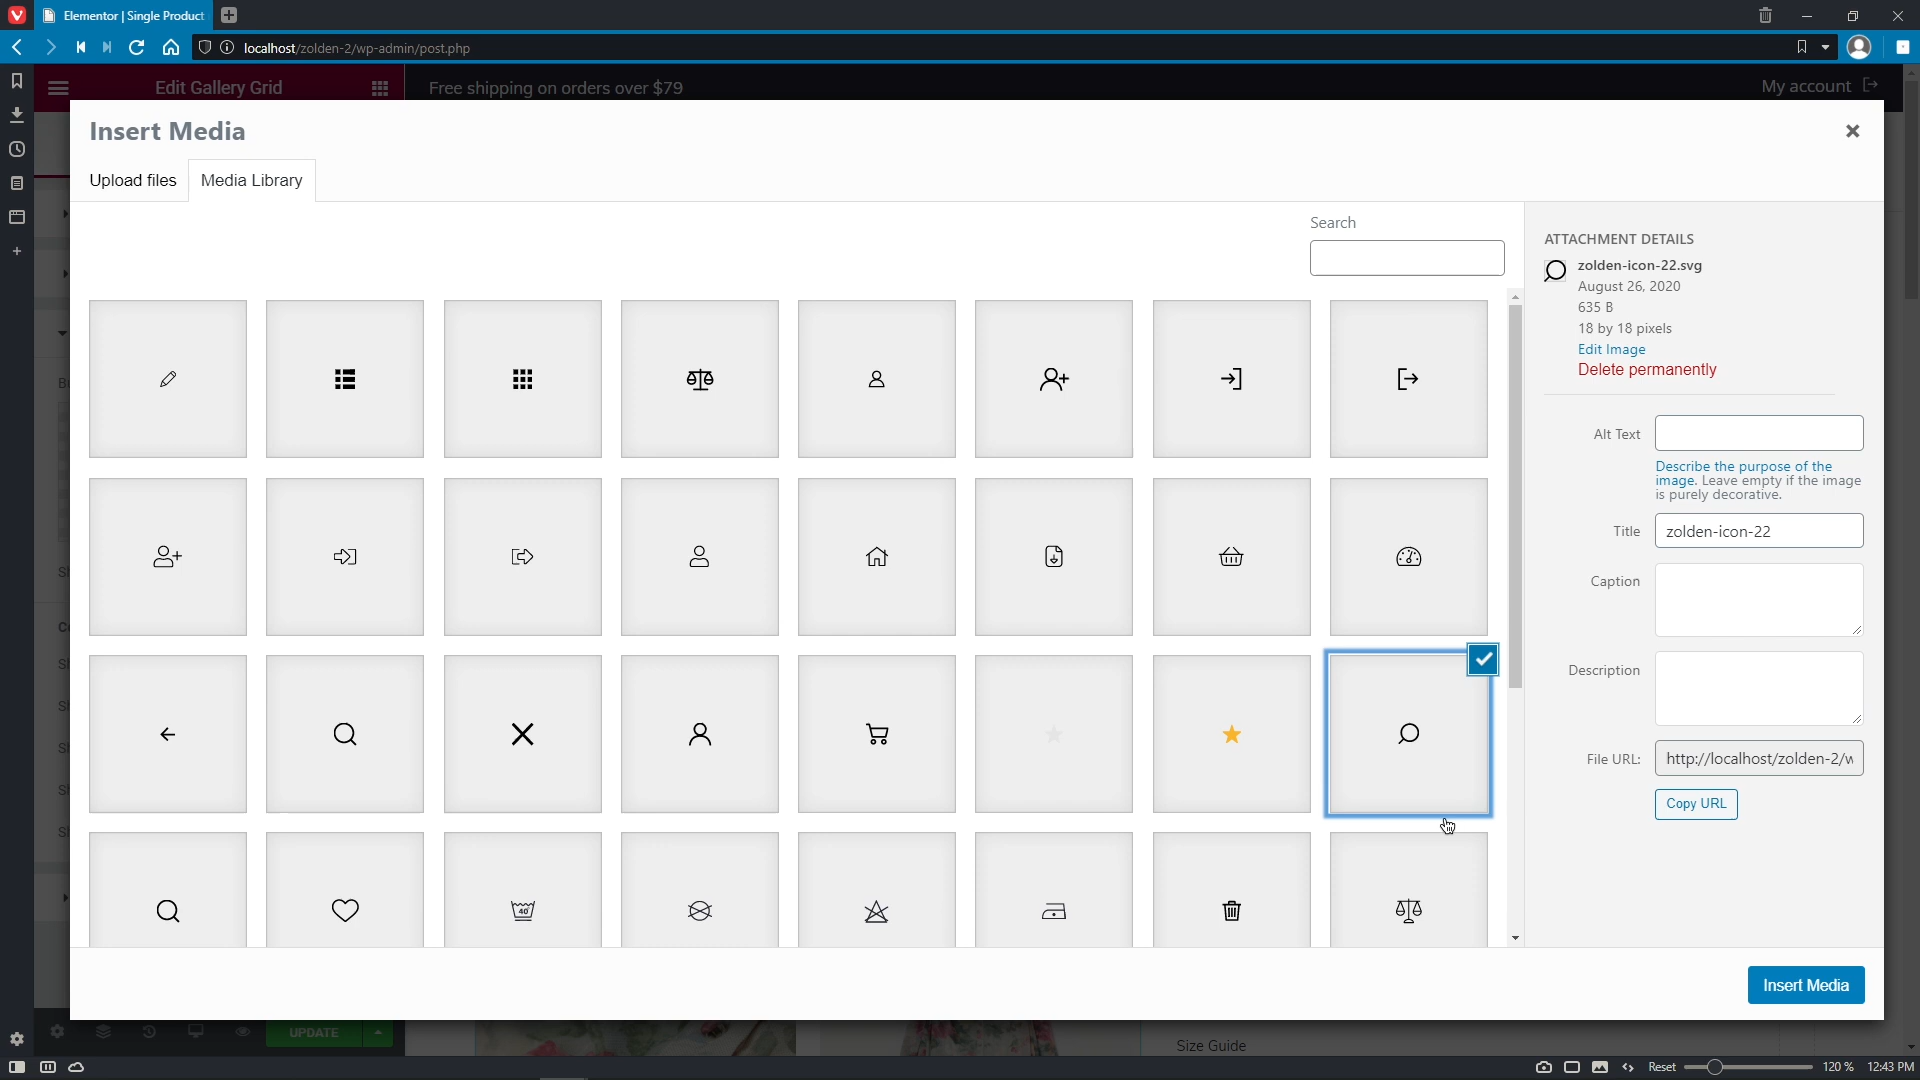 Elementor | Single Product
localhost/zolden-2/wp-admin/post.php
Edit Gallery Grid
Free shipping on orders over $79
My account
Insert Media
Upload files
Media Library
Search
ATTACHMENT DETAILS
zolden-icon-22.svg
August 26, 2020
635 B
18 by 18 pixels
Edit Image
Delete permanently
Alt Text
Describe the purpose of the
image. Leave empty if the image
is purely decorative.
Title
zolden-icon-22
Caption
Description
File URL:
http://localhost/zolden-2/w
Copy URL
40
Insert Media
UPDATE
Size Guide
Reset
120 %
12:43 PM